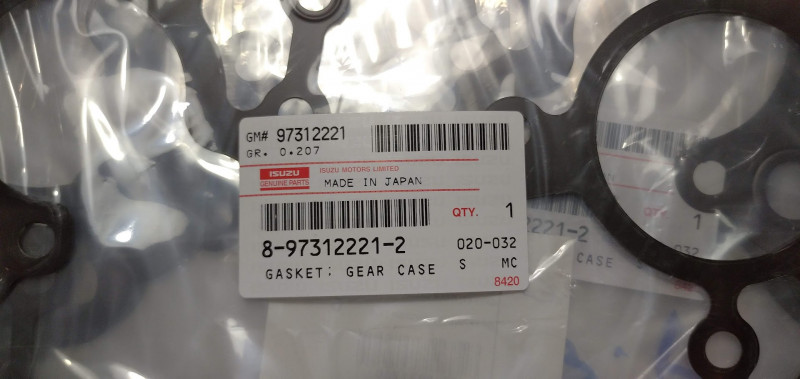 GM# 97312221
GR. 0.207
ISUZU
GENUINE PARTS
ISUZU MOTORS LIMITED
MADE IN JAPAN
QTY. 1
8-97312221-2 020-032
GASKET; GEAR CASE S MC
8420
1
2221-2
032
CASE